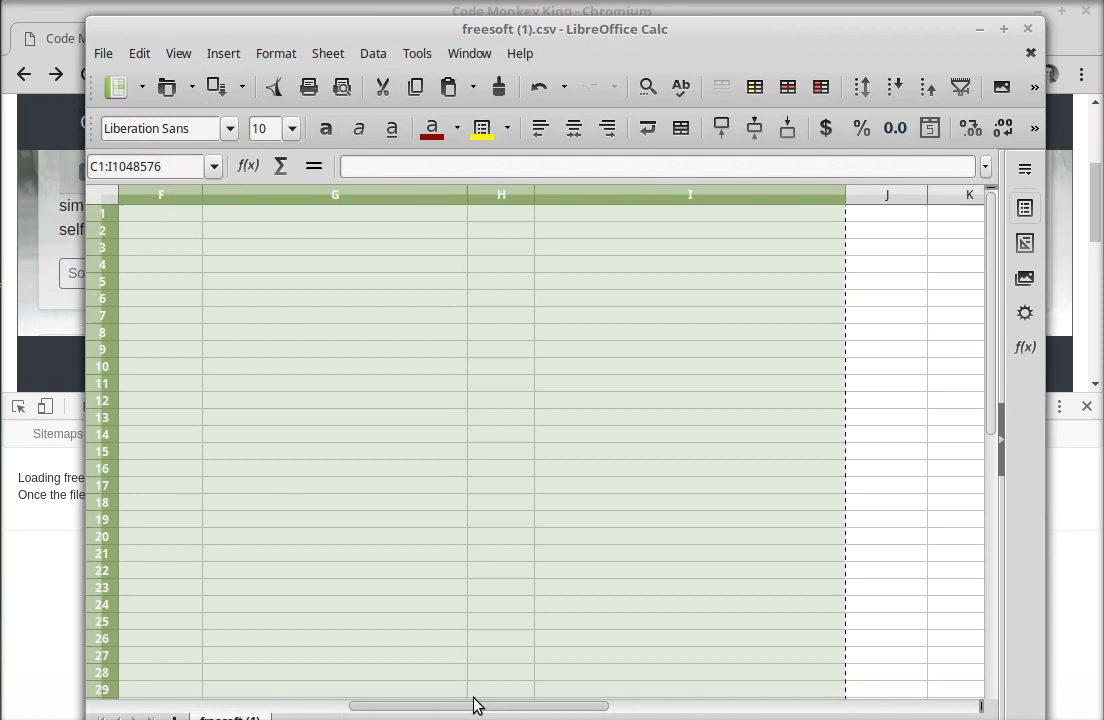 Code Monkey King - Chromium
freesoft (1).csv - LibreOffice Calc
Code M
File Edit View Insert Format Sheet Data Tools Window Help
Liberation Sans 10
C1:I1048576
F G H I J K
1
2
3
4
5
6
7
8
9
10
11
12
13
14
15
16
17
18
19
20
21
22
23
24
25
26
27
28
29
sim
self
So
Sitemaps
Loading free
Once the file
freesoft (1)